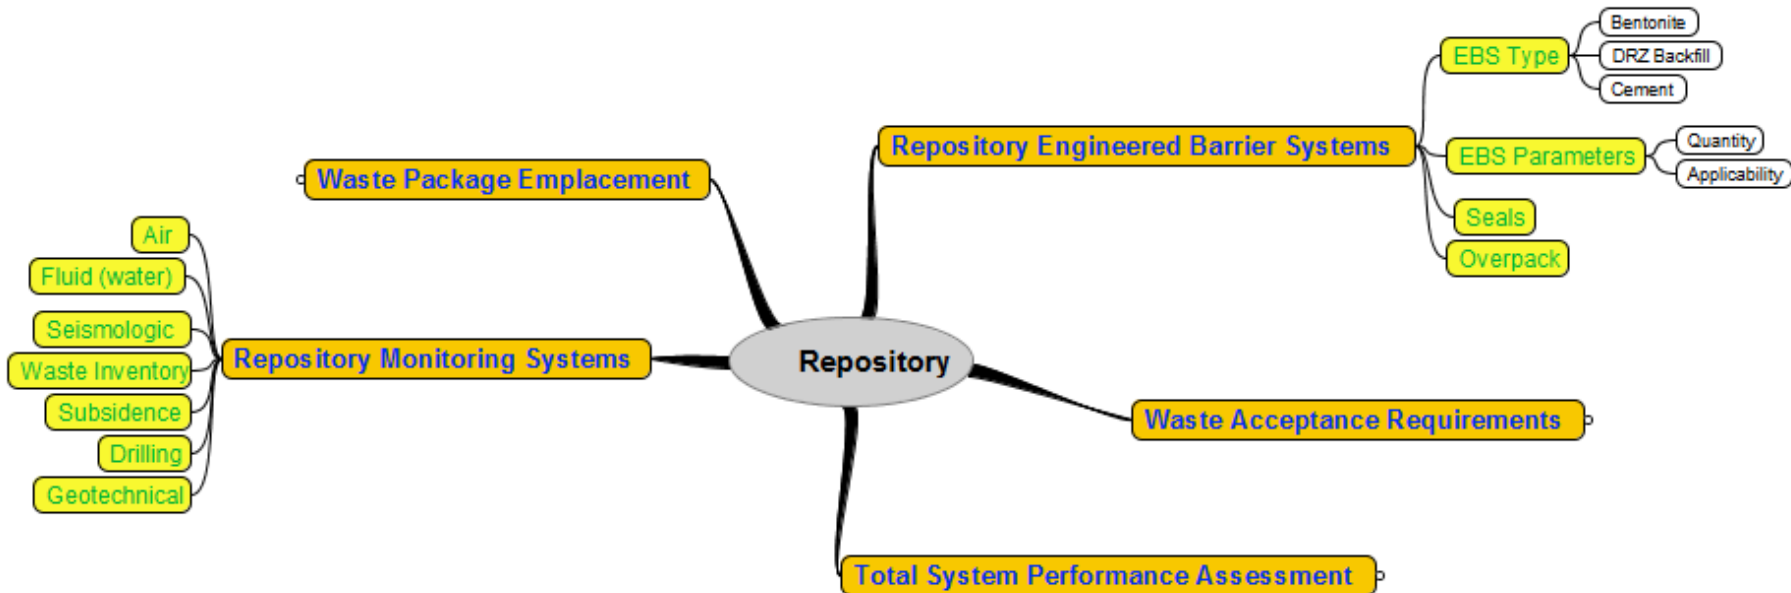 Bentonite
EBS Type
DRZ Backfill
Cement
Repository Engineered Barrier Systems
Quantity
EBS Parameters
Applicability
Seals
Overpack
Waste Package Emplacement
Air
Fluid (water)
Seismologic
Repository Monitoring Systems
Waste Inventory
Subsidence
Drilling
Geotechnical
Repository
Waste Acceptance Requirements
Total System Performance Assessment